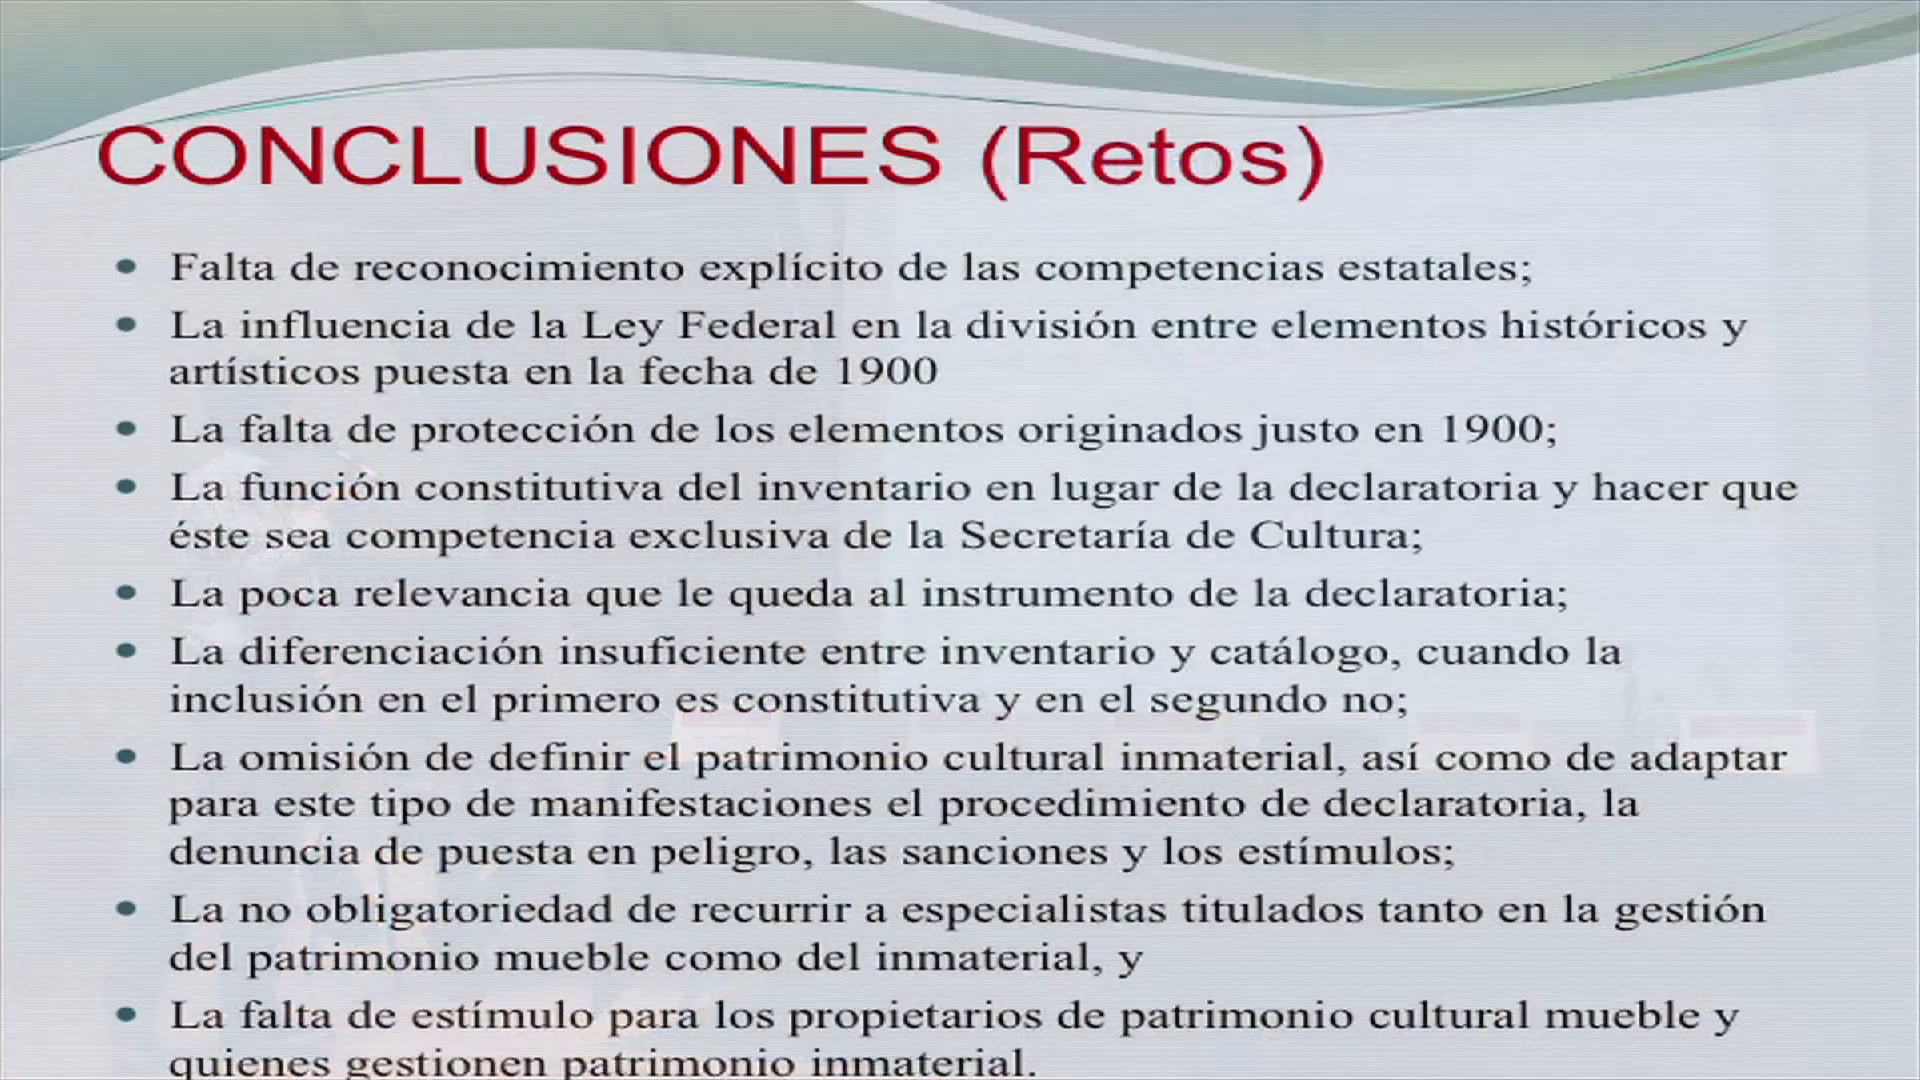 CONCLUSIONES (Retos)
• Falta de reconocimiento explícito de las competencias estatales;
• La influencia de la Ley Federal en la división entre elementos históricos y
artísticos puesta en la fecha de 1900
• La falta de protección de los elementos originados justo en 1900;
• La función constitutiva del inventario en lugar de la declaratoria y hacer que
éste sea competencia exclusiva de la Secretaría de Cultura;
• La poca relevancia que le queda al instrumento de la declaratoria;
• La diferenciación insuficiente entre inventario y catálogo, cuando la
inclusión en el primero es constitutiva y en el segundo no;
• La omisión de definir el patrimonio cultural inmaterial, así como de adaptar
para este tipo de manifestaciones el procedimiento de declaratoria, la
denuncia de puesta en peligro, las sanciones y los estímulos;
• La no obligatoriedad de recurrir a especialistas titulados tanto en la gestión
del patrimonio mueble como del inmaterial, y
• La falta de estímulo para los propietarios de patrimonio cultural mueble y
quienes gestionen patrimonio inmaterial.